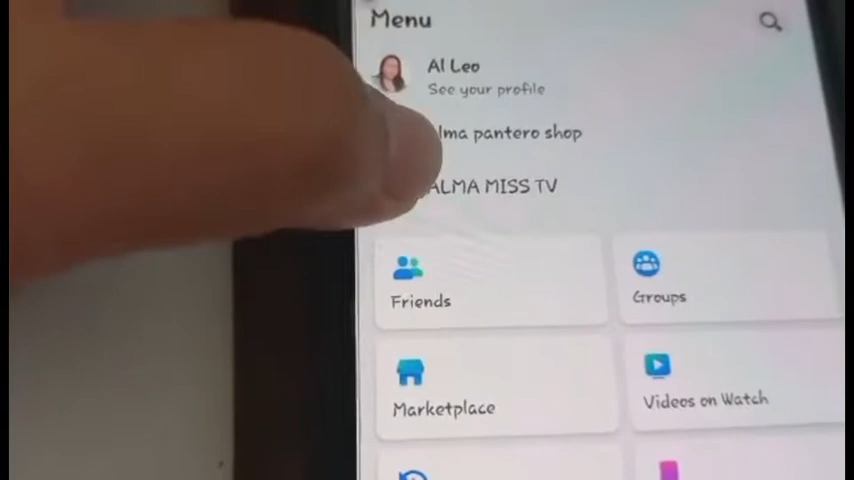 Menu
Al Leo
See your profile
lma pantero shop
ALMA MISS TV
Friends
Groups
Marketplace
Videos on Watch